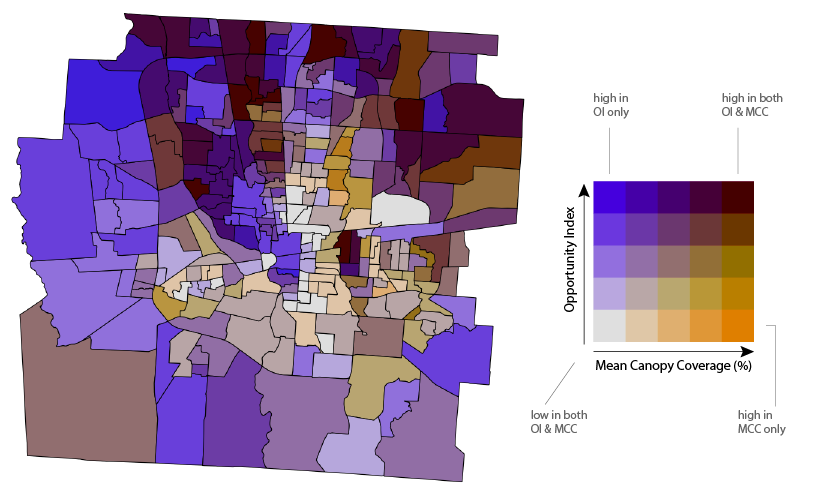 high in
OI only
high in both
OI & MCC
Opportunity Index
Mean Canopy Coverage (%)
low in both
OI & MCC
high in
MCC only